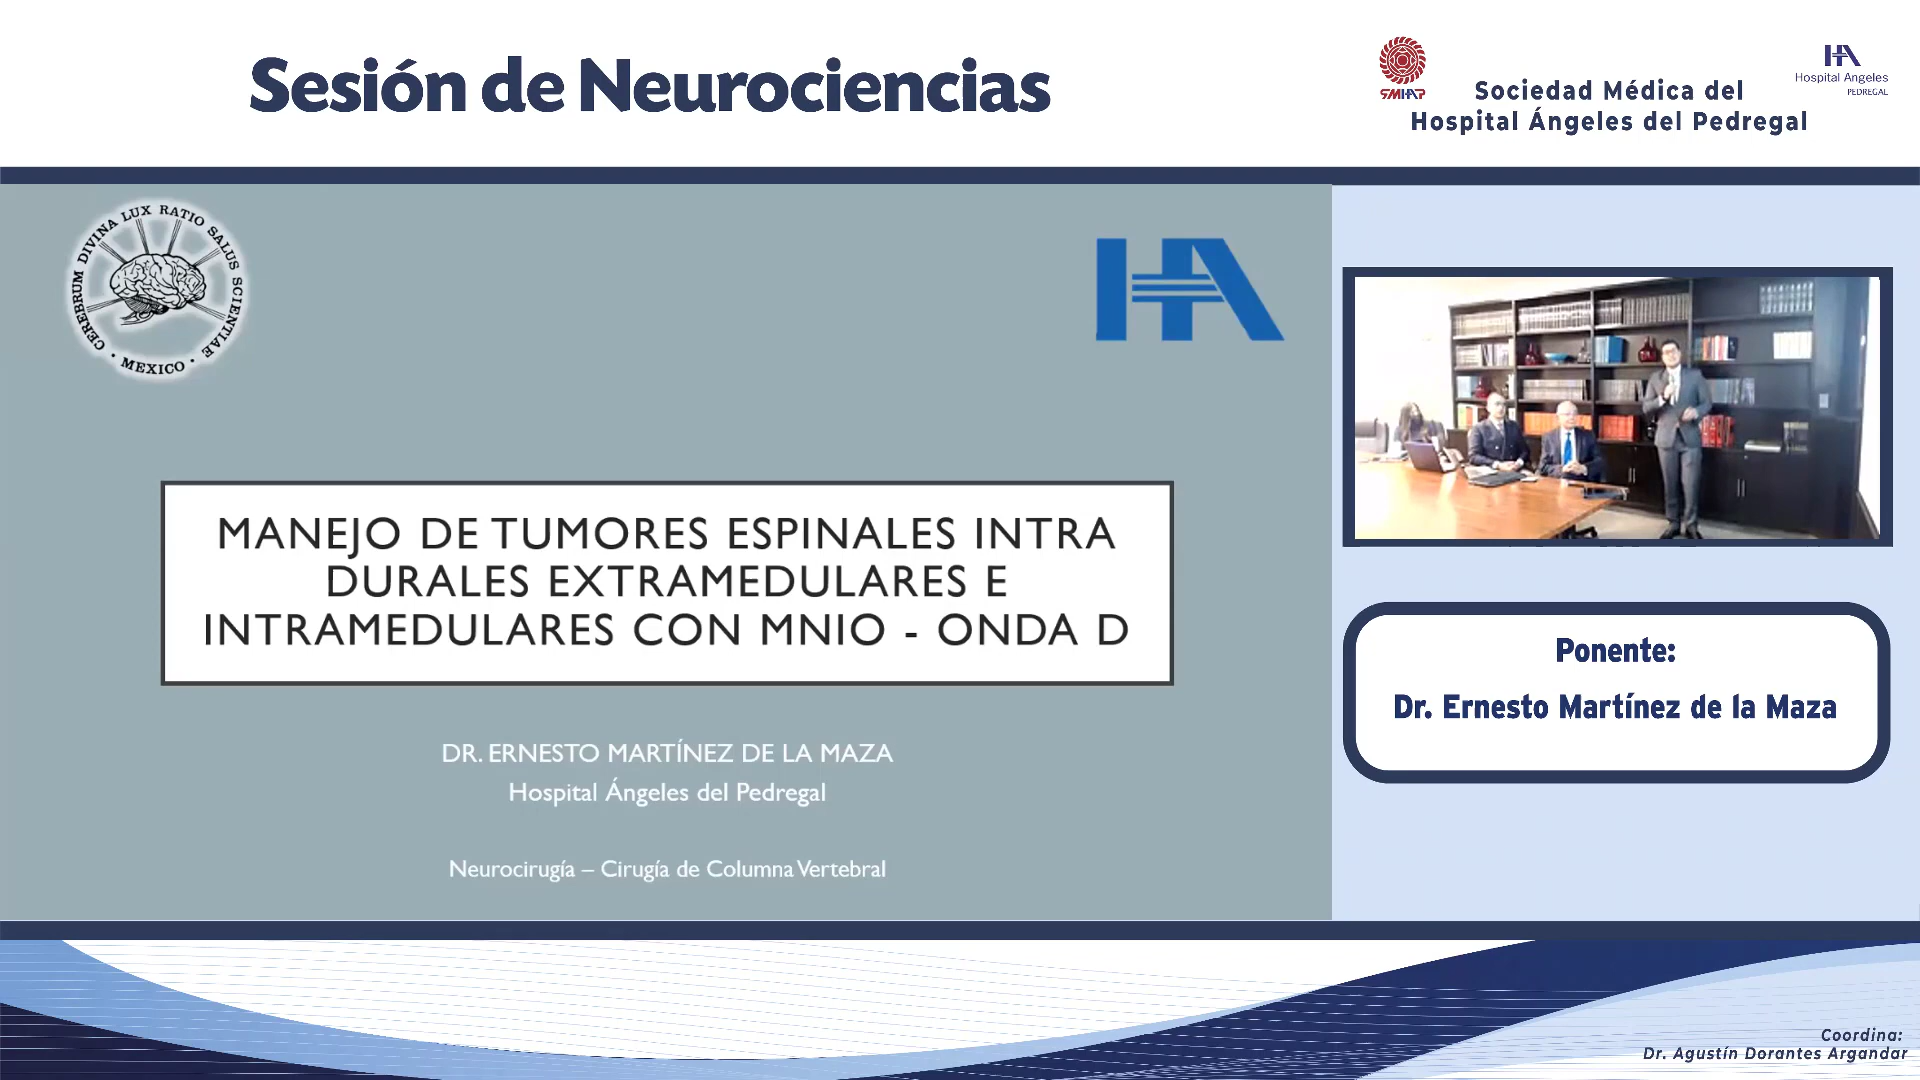 Sesión de Neurociencias
SMHAP
Sociedad Médica del
Hospital Ángeles del Pedregal
HA
Hospital Angeles
PEDREGAL
CEREBRUM DIVINA LUX RATIO SALUS SCIENTIAE
· MEXICO ·
HA
MANEJO DE TUMORES ESPINALES INTRA
DURALES EXTRAMEDULARES E
INTRAMEDULARES CON MNIO - ONDA D
DR. ERNESTO MARTÍNEZ DE LA MAZA
Hospital Ángeles del Pedregal
Neurocirugía – Cirugía de Columna Vertebral
Ponente:
Dr. Ernesto Martínez de la Maza
Coordina:
Dr. Agustín Dorantes Argandar